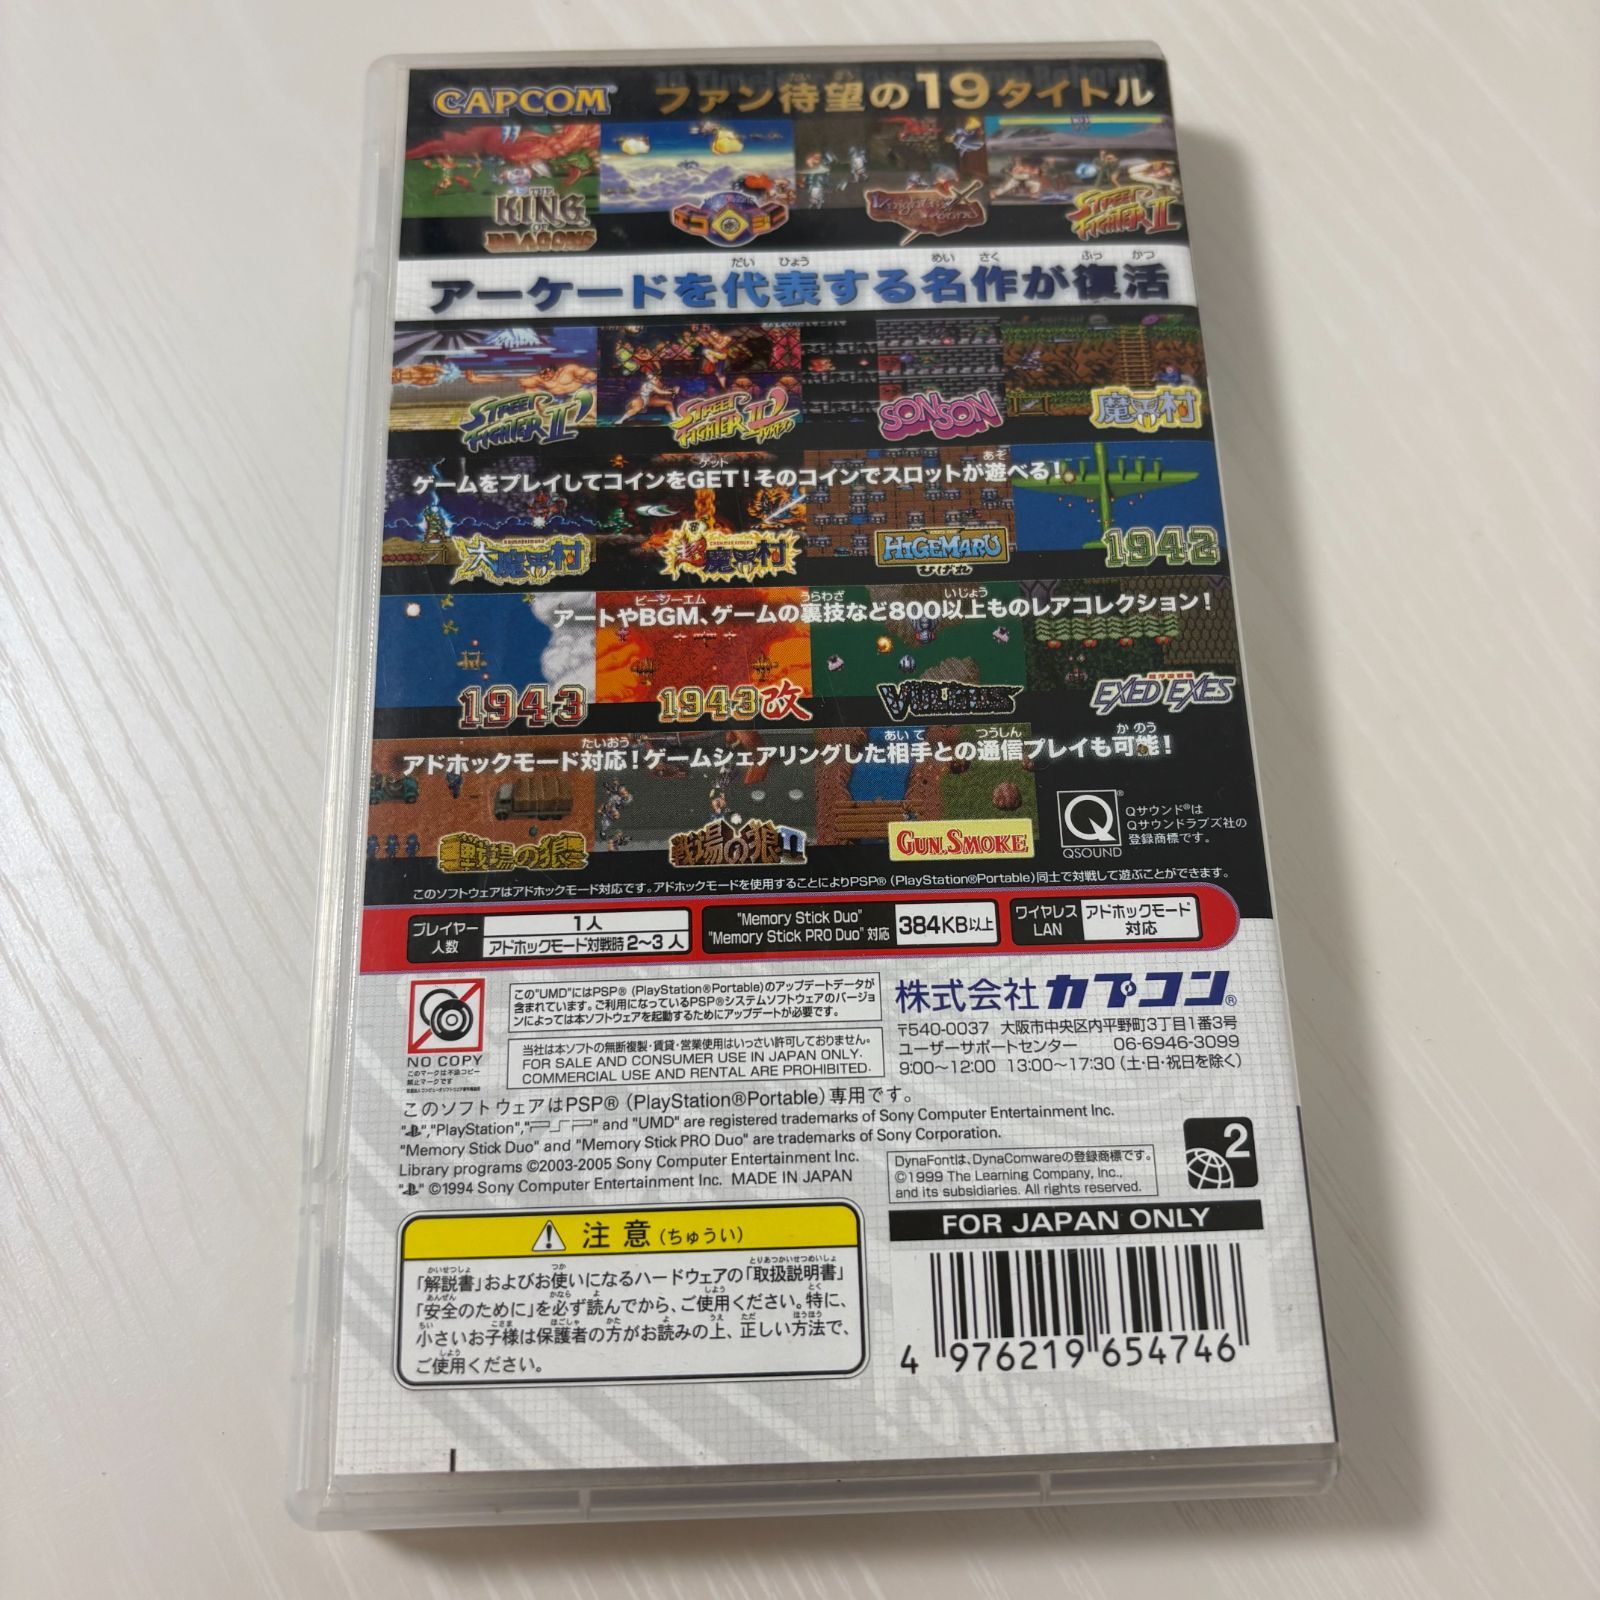 CAPCOM
ファン待望の19タイトル
THE KING OF DRAGONS
STREET FIGHTER II
アーケードを代表する名作が復活
STREET FIGHTER II'
STREET FIGHTER II' TURBO
SONSON
魔界村
ゲームをプレイしてコインをGET!そのコインでスロットが遊べる!
大魔界村
超魔界村
HIGEMARU
ひげ丸
1942
アートやBGM、ゲームの裏技など800以上ものレアコレクション!
1943
1943改
VULGUS
EXED EXES
アドホックモード対応!ゲームシェアリングした相手との通信プレイも可能!
戦場の狼
戦場の狼II
GUN.SMOKE
Q
QSOUND
Qサウンド®は
Qサウンドラブズ社の
登録商標です。
このソフトウェアはアドホックモード対応です。アドホックモードを使用することによりPSP®(PlayStation®Portable)同士で対戦して遊ぶことができます。
プレイヤー人数
1人
アドホックモード対戦時2~3人
"Memory Stick Duo"
"Memory Stick PRO Duo"対応
384KB以上
ワイヤレスLAN
アドホックモード対応
NO COPY
このマークは不法コピー
禁止マークです
この"UMD"にはPSP®(PlayStation®Portable)のアップデートデータが
含まれています。ご利用になっているPSP®システムソフトウェアのバージョ
ンによっては本ソフトウェアを起動するためにアップデートが必要です。
当社は本ソフトの無断複製・賃貸・営業使用はいっさい許可しておりません。
FOR SALE AND CONSUMER USE IN JAPAN ONLY.
COMMERCIAL USE AND RENTAL ARE PROHIBITED.
株式会社カプコン®
〒540-0037 大阪市中央区内平野町3丁目1番3号
ユーザーサポートセンター 06-6946-3099
9:00~12:00 13:00~17:30(土・日・祝日を除く)
このソフトウェアはPSP®(PlayStation®Portable)専用です。
"PS","PlayStation","PSP" and "UMD" are registered trademarks of Sony Computer Entertainment Inc.
"Memory Stick Duo" and "Memory Stick PRO Duo" are trademarks of Sony Corporation.
Library programs ©2003-2005 Sony Computer Entertainment Inc.
"PS" ©1994 Sony Computer Entertainment Inc. MADE IN JAPAN
DynaFontは、DynaComwareの登録商標です。
©1999 The Learning Company, Inc.,
and its subsidiaries. All rights reserved.
2
FOR JAPAN ONLY
注意(ちゅうい)
「解説書」およびお使いになるハードウェアの「取扱説明書」
「安全のために」を必ず読んでから、ご使用ください。特に、
小さいお子様は保護者の方がお読みの上、正しい方法で、
ご使用ください。
4 976219 654746